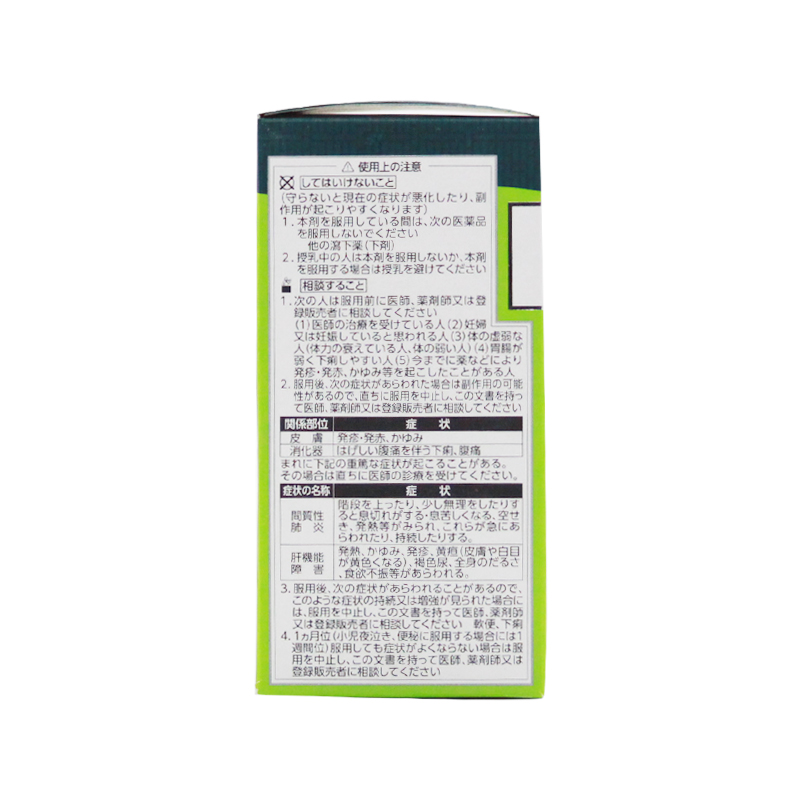 ⚠ 使用上の注意
してはいけないこと
(守らないと現在の症状が悪化したり、副
作用が起こりやすくなります)
1.本剤を服用している間は、次の医薬品
を服用しないでください
他の瀉下薬(下剤)
2.授乳中の人は本剤を服用しないか、本剤
を服用する場合は授乳を避けてください
相談すること
1.次の人は服用前に医師、薬剤師又は登
録販売者に相談してください
(1)医師の治療を受けている人(2)妊婦
又は妊娠していると思われる人(3)体の虚弱な
人(体力の衰えている人、体の弱い人)(4)胃腸が
弱く下痢しやすい人(5)今までに薬などにより
発疹・発赤、かゆみ等を起こしたことがある人
2.服用後、次の症状があらわれた場合は副作用の可能
性があるので、直ちに服用を中止し、この文書を持っ
て医師、薬剤師又は登録販売者に相談してください
関係部位 症状
皮膚 発疹・発赤、かゆみ
消化器 はげしい腹痛を伴う下痢、腹痛
まれに下記の重篤な症状が起こることがある。
その場合は直ちに医師の診療を受けてください。
症状の名称 症状
間質性
肺炎
階段を上ったり、少し無理をしたりす
ると息切れがする・息苦しくなる、空せ
き、発熱等がみられ、これらが急にあ
らわれたり、持続したりする。
肝機能
障害
発熱、かゆみ、発疹、黄疸(皮膚や白目
が黄色くなる)、褐色尿、全身のだるさ
、食欲不振等があらわれる。
3.服用後、次の症状があらわれることがあるので、
このような症状の持続又は増強が見られた場合に
は、服用を中止し、この文書を持って医師、薬剤師
又は登録販売者に相談してください 軟便、下痢
4.1ヵ月位(小児夜泣き、便秘に服用する場合には1
週間位)服用しても症状がよくならない場合は服
用を中止し、この文書を持って医師、薬剤師又は
登録販売者に相談してください